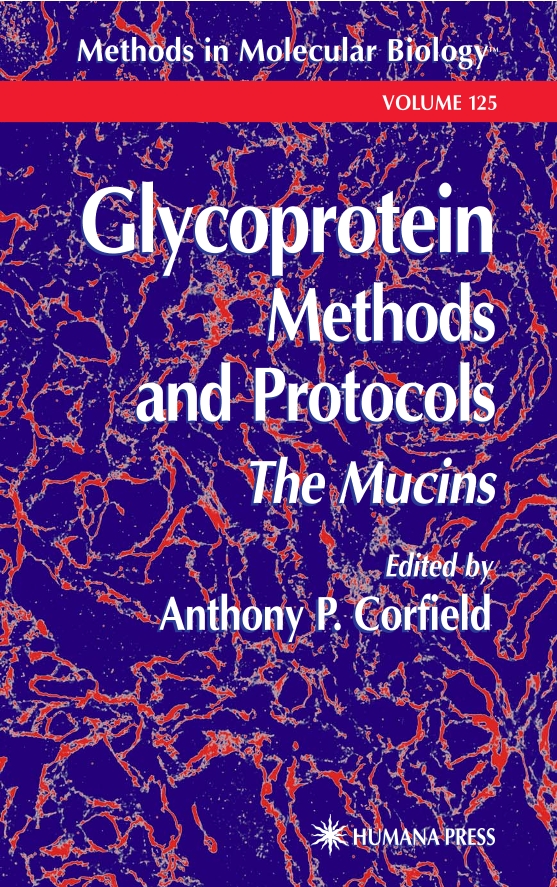 Methods in Molecular Biology™
VOLUME 125
Glycoprotein
Methods
and Protocols
The Mucins
Edited by
Anthony P. Corfield
HUMANA PRESS